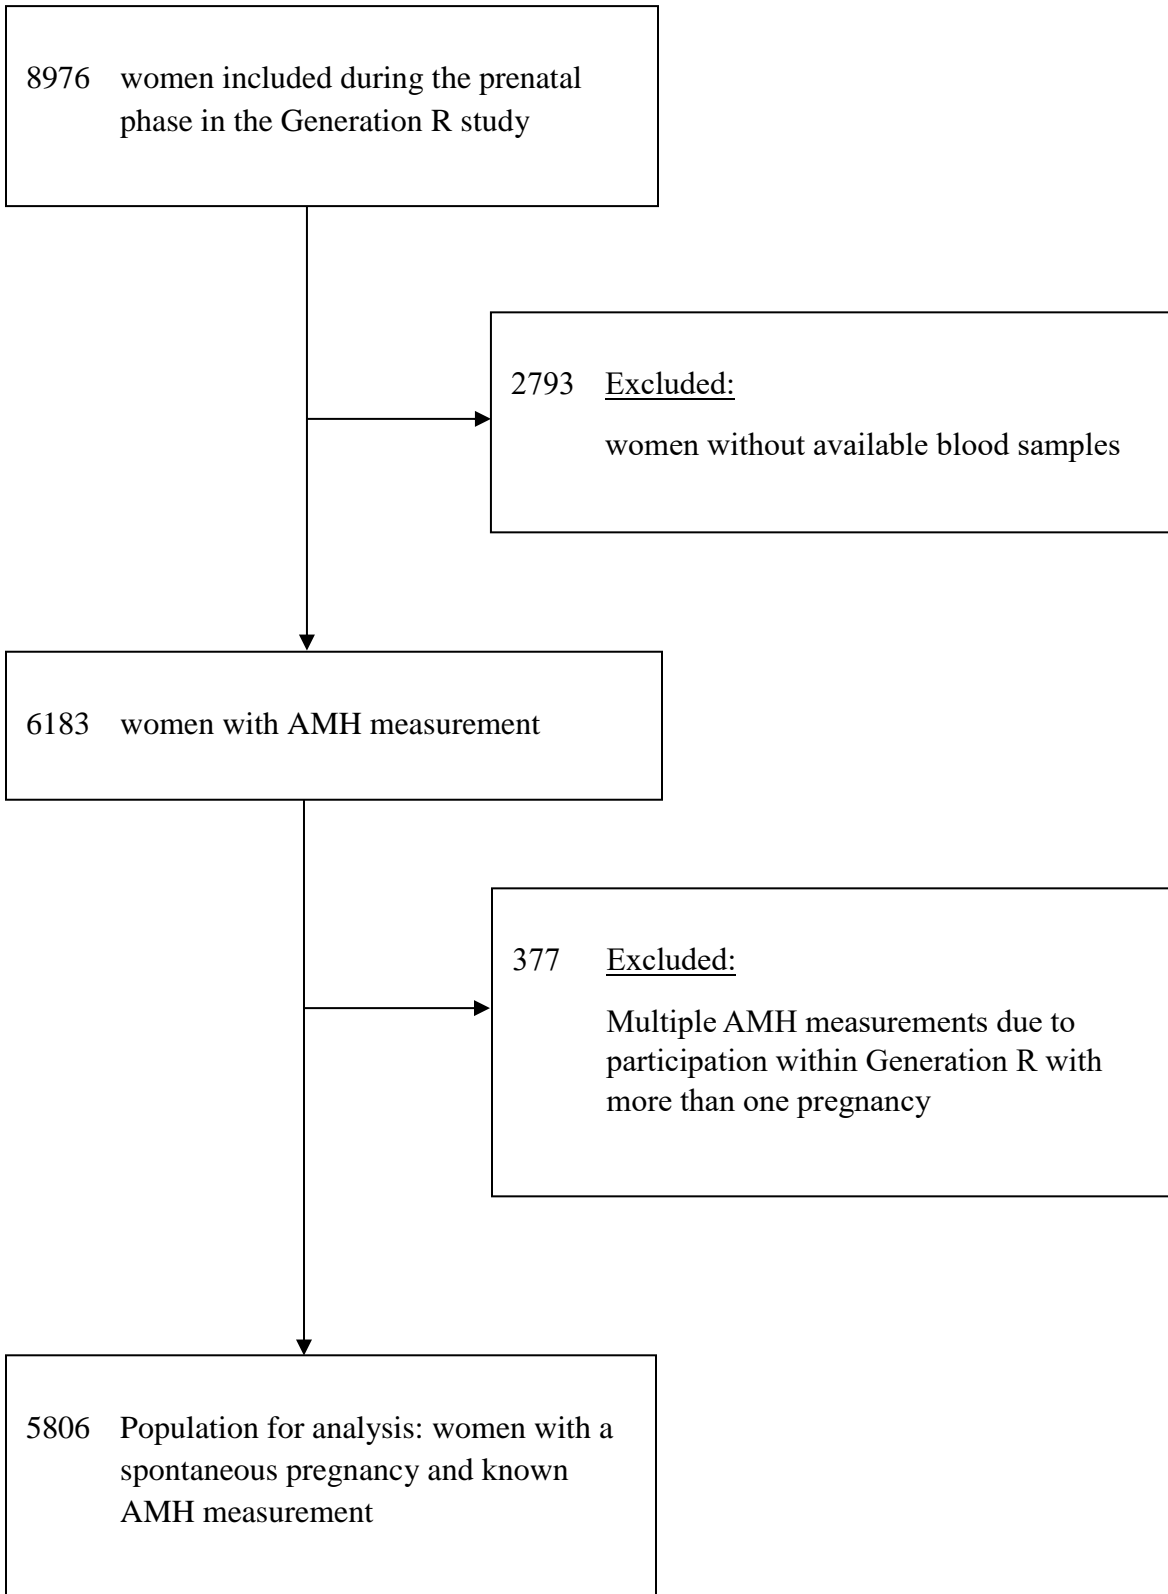 8976 women included during the prenatal
phase in the Generation R study
2793 Excluded:
women without available blood samples
6183 women with AMH measurement
377 Excluded:
Multiple AMH measurements due to
participation within Generation R with
more than one pregnancy
5806 Population for analysis: women with a
spontaneous pregnancy and known
AMH measurement